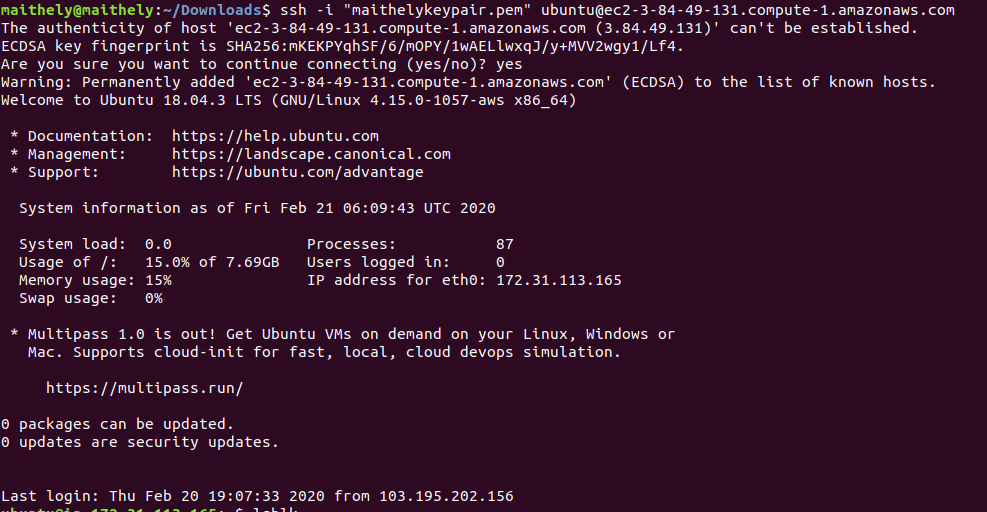 maithely@maithely:~/Downloads$ ssh -i "maithelykeypair.pem" ubuntu@ec2-3-84-49-131.compute-1.amazonaws.com
The authenticity of host 'ec2-3-84-49-131.compute-1.amazonaws.com (3.84.49.131)' can't be established.
ECDSA key fingerprint is SHA256:mKEKPYqhSF/6/mOPY/1wAELlwxqJ/y+MVV2wgy1/Lf4.
Are you sure you want to continue connecting (yes/no)? yes
Warning: Permanently added 'ec2-3-84-49-131.compute-1.amazonaws.com' (ECDSA) to the list of known hosts.
Welcome to Ubuntu 18.04.3 LTS (GNU/Linux 4.15.0-1057-aws x86_64)
* Documentation: https://help.ubuntu.com
* Management: https://landscape.canonical.com
* Support: https://ubuntu.com/advantage
System information as of Fri Feb 21 06:09:43 UTC 2020
System load: 0.0 Processes: 87
Usage of /: 15.0% of 7.69GB Users logged in: 0
Memory usage: 15% IP address for eth0: 172.31.113.165
Swap usage: 0%
* Multipass 1.0 is out! Get Ubuntu VMs on demand on your Linux, Windows or
Mac. Supports cloud-init for fast, local, cloud devops simulation.
https://multipass.run/
0 packages can be updated.
0 updates are security updates.
Last login: Thu Feb 20 19:07:33 2020 from 103.195.202.156
ubuntu@ip-172-31-113-165:~$ lsblk